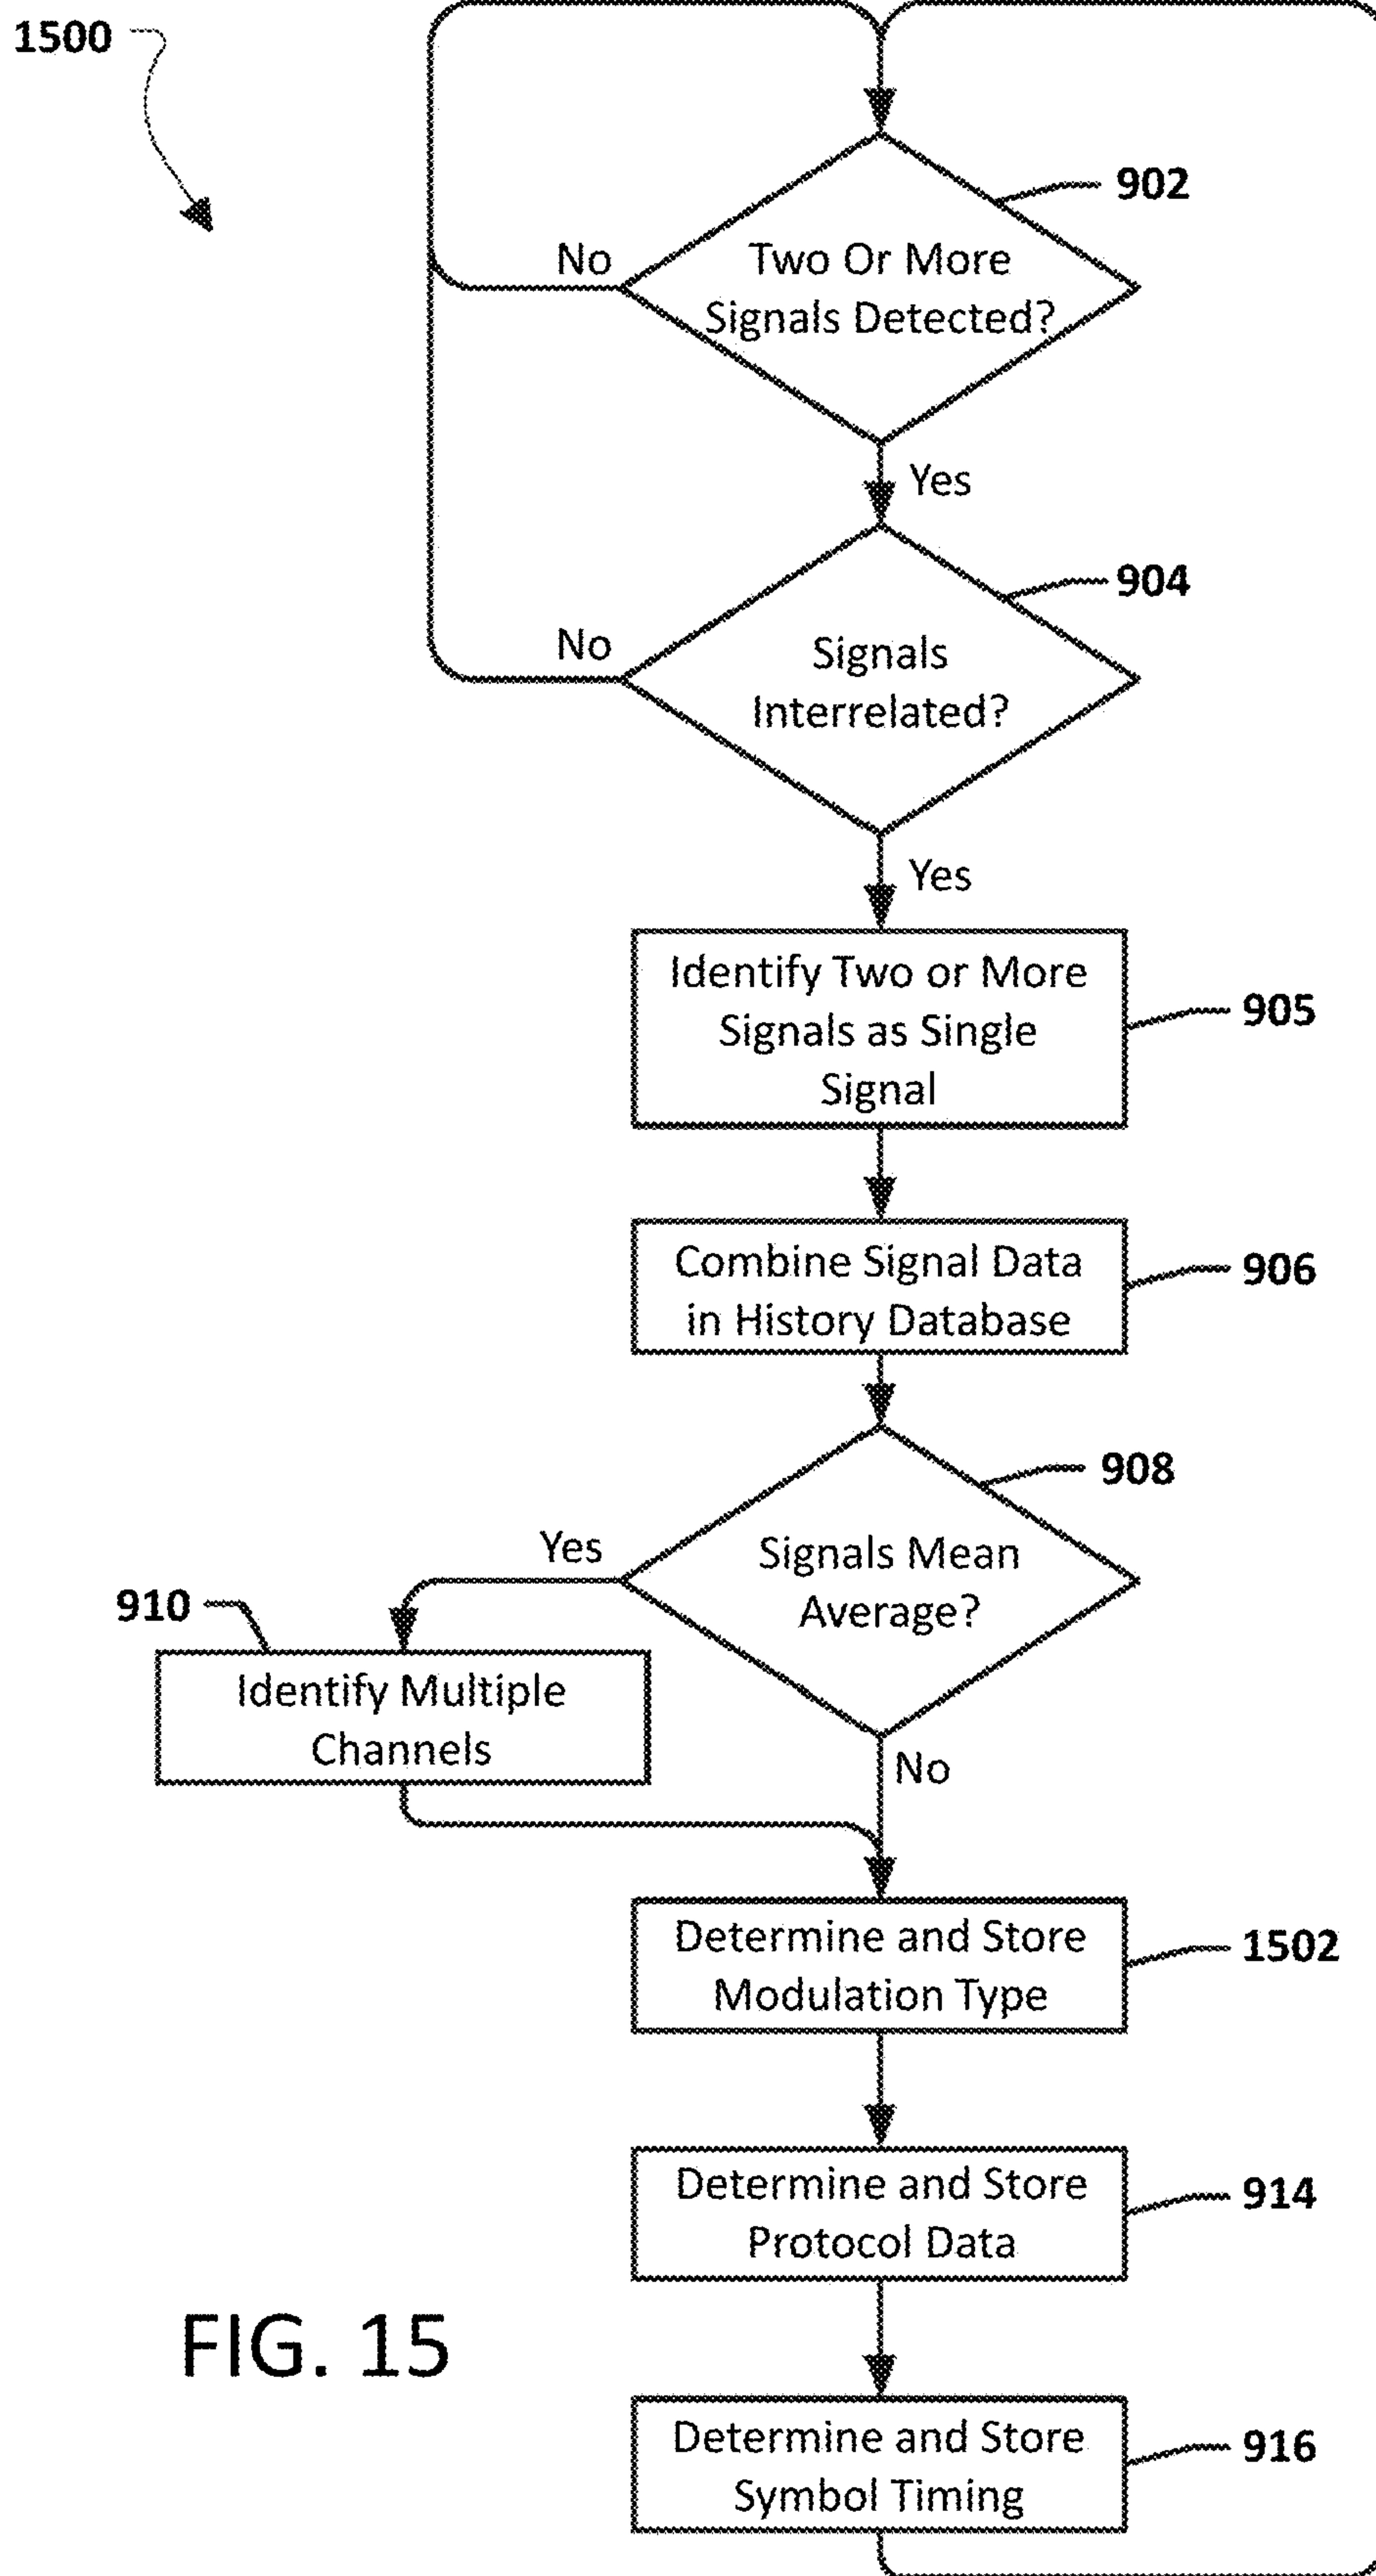 1500
902
No
Two Or More
Signals Detected?
Yes
904
No
Signals
Interrelated?
Yes
Identify Two or More
Signals as Single
Signal
905
Combine Signal Data
in History Database
906
908
Yes
Signals Mean
Average?
910
Identify Multiple
Channels
No
Determine and Store
Modulation Type
1502
Determine and Store
Protocol Data
914
FIG. 15
Determine and Store
Symbol Timing
916